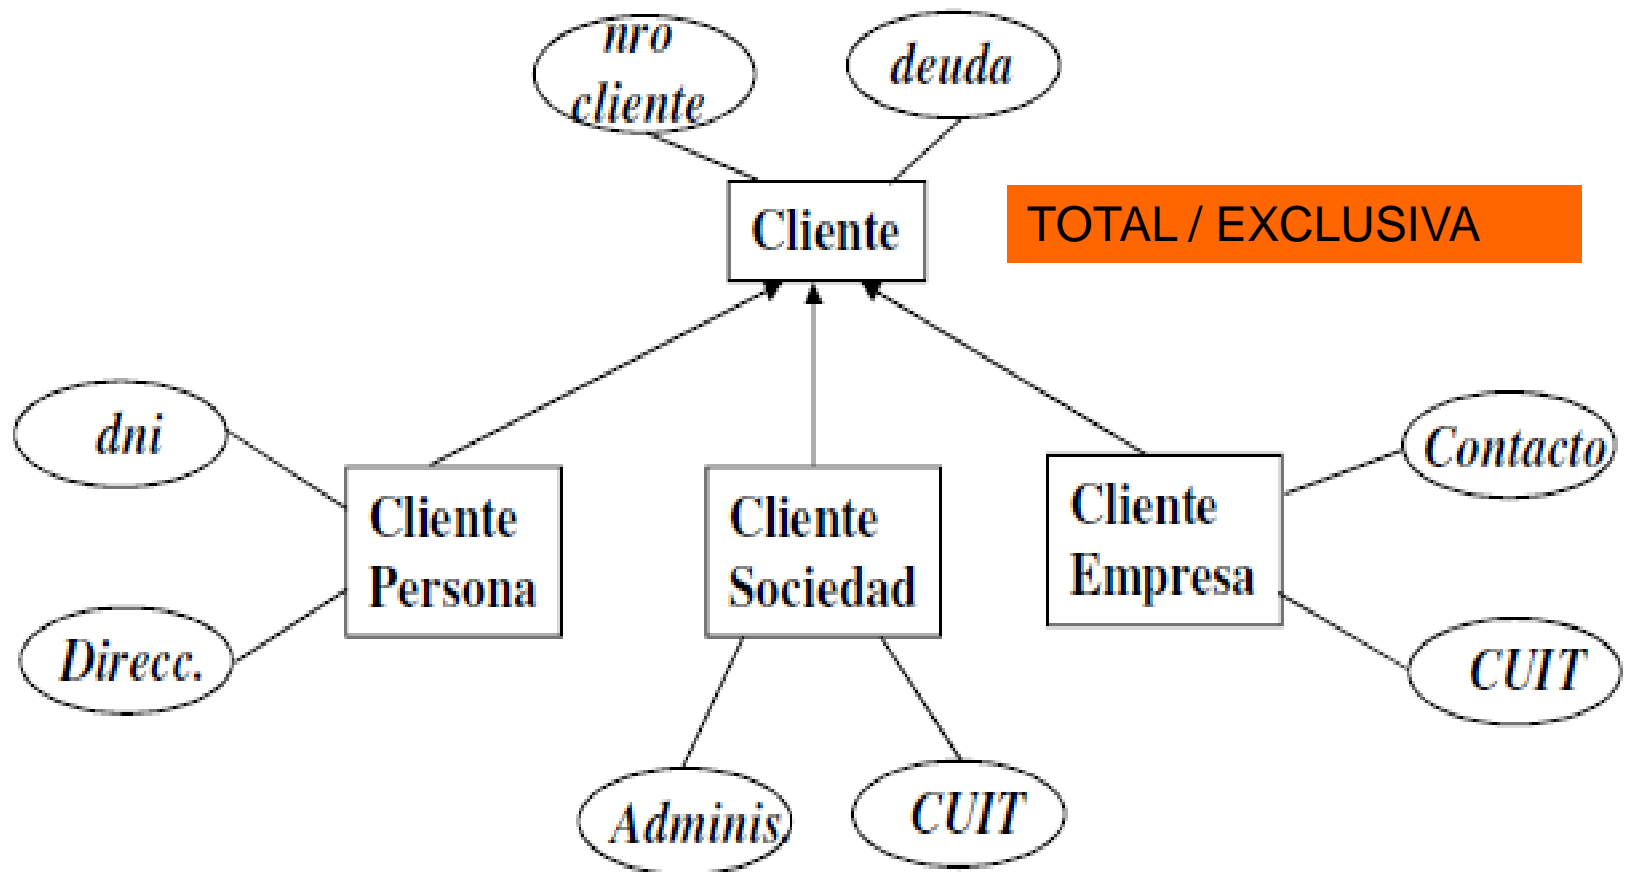 nro
cliente
deuda
Cliente
TOTAL / EXCLUSIVA
dni
Direcc.
Cliente
Persona
Cliente
Sociedad
Cliente
Empresa
Contacto
CUIT
Adminis.
CUIT